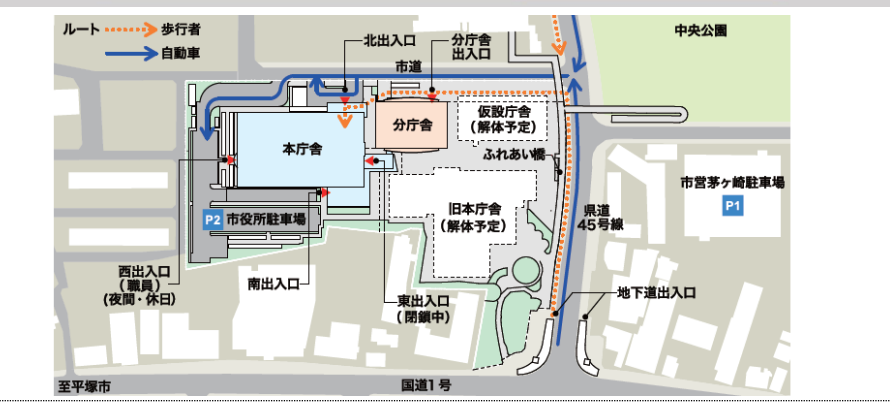 ルート 歩行者
自動車
北出入口
分庁舎
出入口
中央公園
市道
仮設庁舎
（解体予定）
分庁舎
本庁舎
ふれあい橋
市営茅ヶ崎駐車場
P1
旧本庁舎
（解体予定）
県道
45号線
P2 市役所駐車場
西出入口
（職員）
（夜間・休日）
南出入口
東出入口
（閉鎖中）
地下道出入口
至平塚市
国道1号